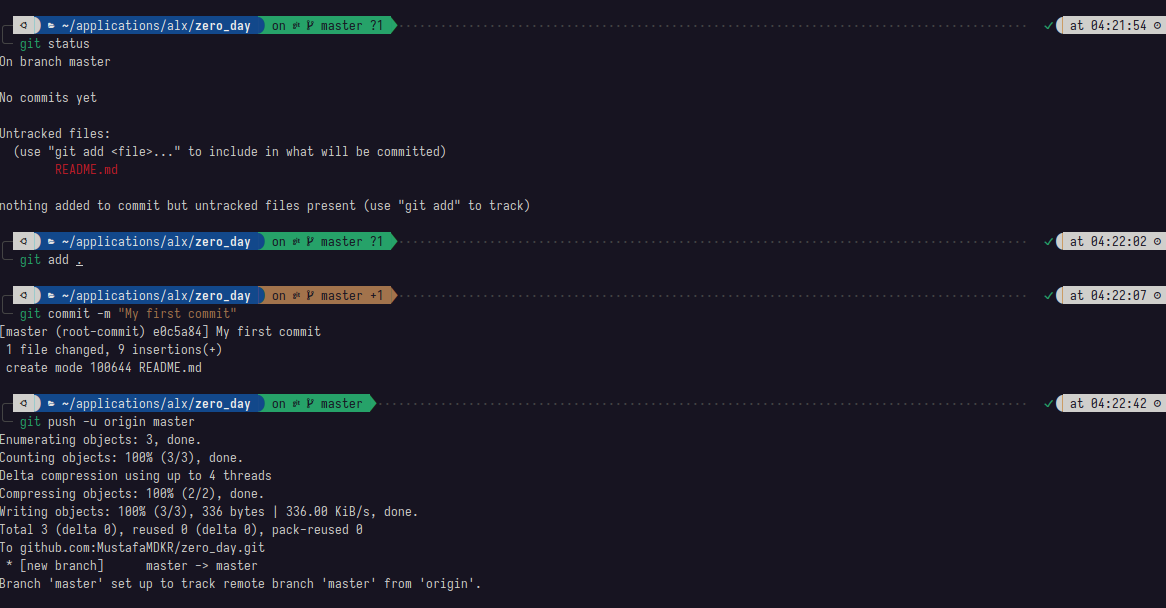 ~/applications/alx/zero_day on master ?1 at 04:21:54
git status
On branch master
No commits yet
Untracked files:
(use "git add <file>..." to include in what will be committed)
README.md
nothing added to commit but untracked files present (use "git add" to track)
~/applications/alx/zero_day on master ?1 at 04:22:02
git add .
~/applications/alx/zero_day on master +1 at 04:22:07
git commit -m "My first commit"
[master (root-commit) e0c5a84] My first commit
1 file changed, 9 insertions(+)
create mode 100644 README.md
~/applications/alx/zero_day on master at 04:22:42
git push -u origin master
Enumerating objects: 3, done.
Counting objects: 100% (3/3), done.
Delta compression using up to 4 threads
Compressing objects: 100% (2/2), done.
Writing objects: 100% (3/3), 336 bytes | 336.00 KiB/s, done.
Total 3 (delta 0), reused 0 (delta 0), pack-reused 0
To github.com:MustafaMDKR/zero_day.git
* [new branch] master -> master
Branch 'master' set up to track remote branch 'master' from 'origin'.